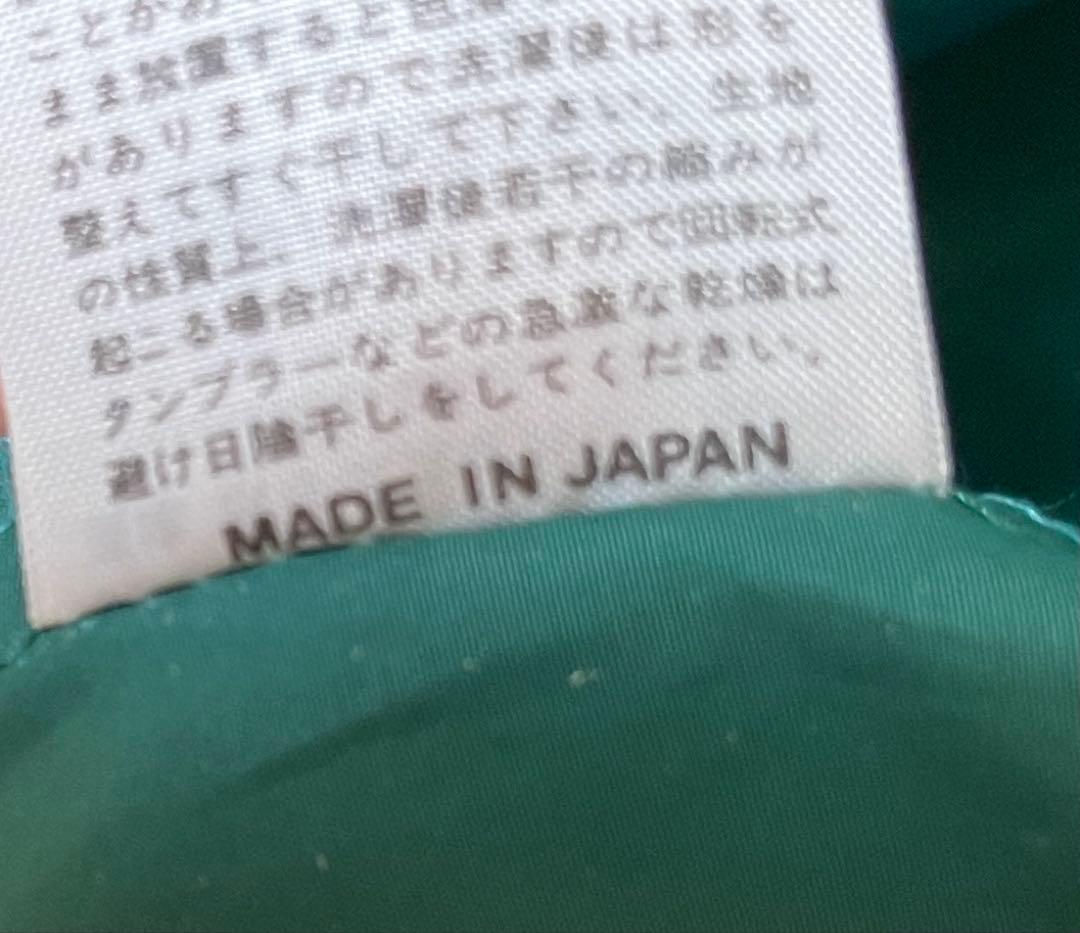 ことがあ
まま放置すると色
がありますので洗濯後は形を
整えてすぐ干して下さい。生地
の性質上、洗濯後若干の縮みが
起こる場合がありますので回転式
タンブラーなどの急激な乾燥は
避け日陰干しをしてください。
MADE IN JAPAN